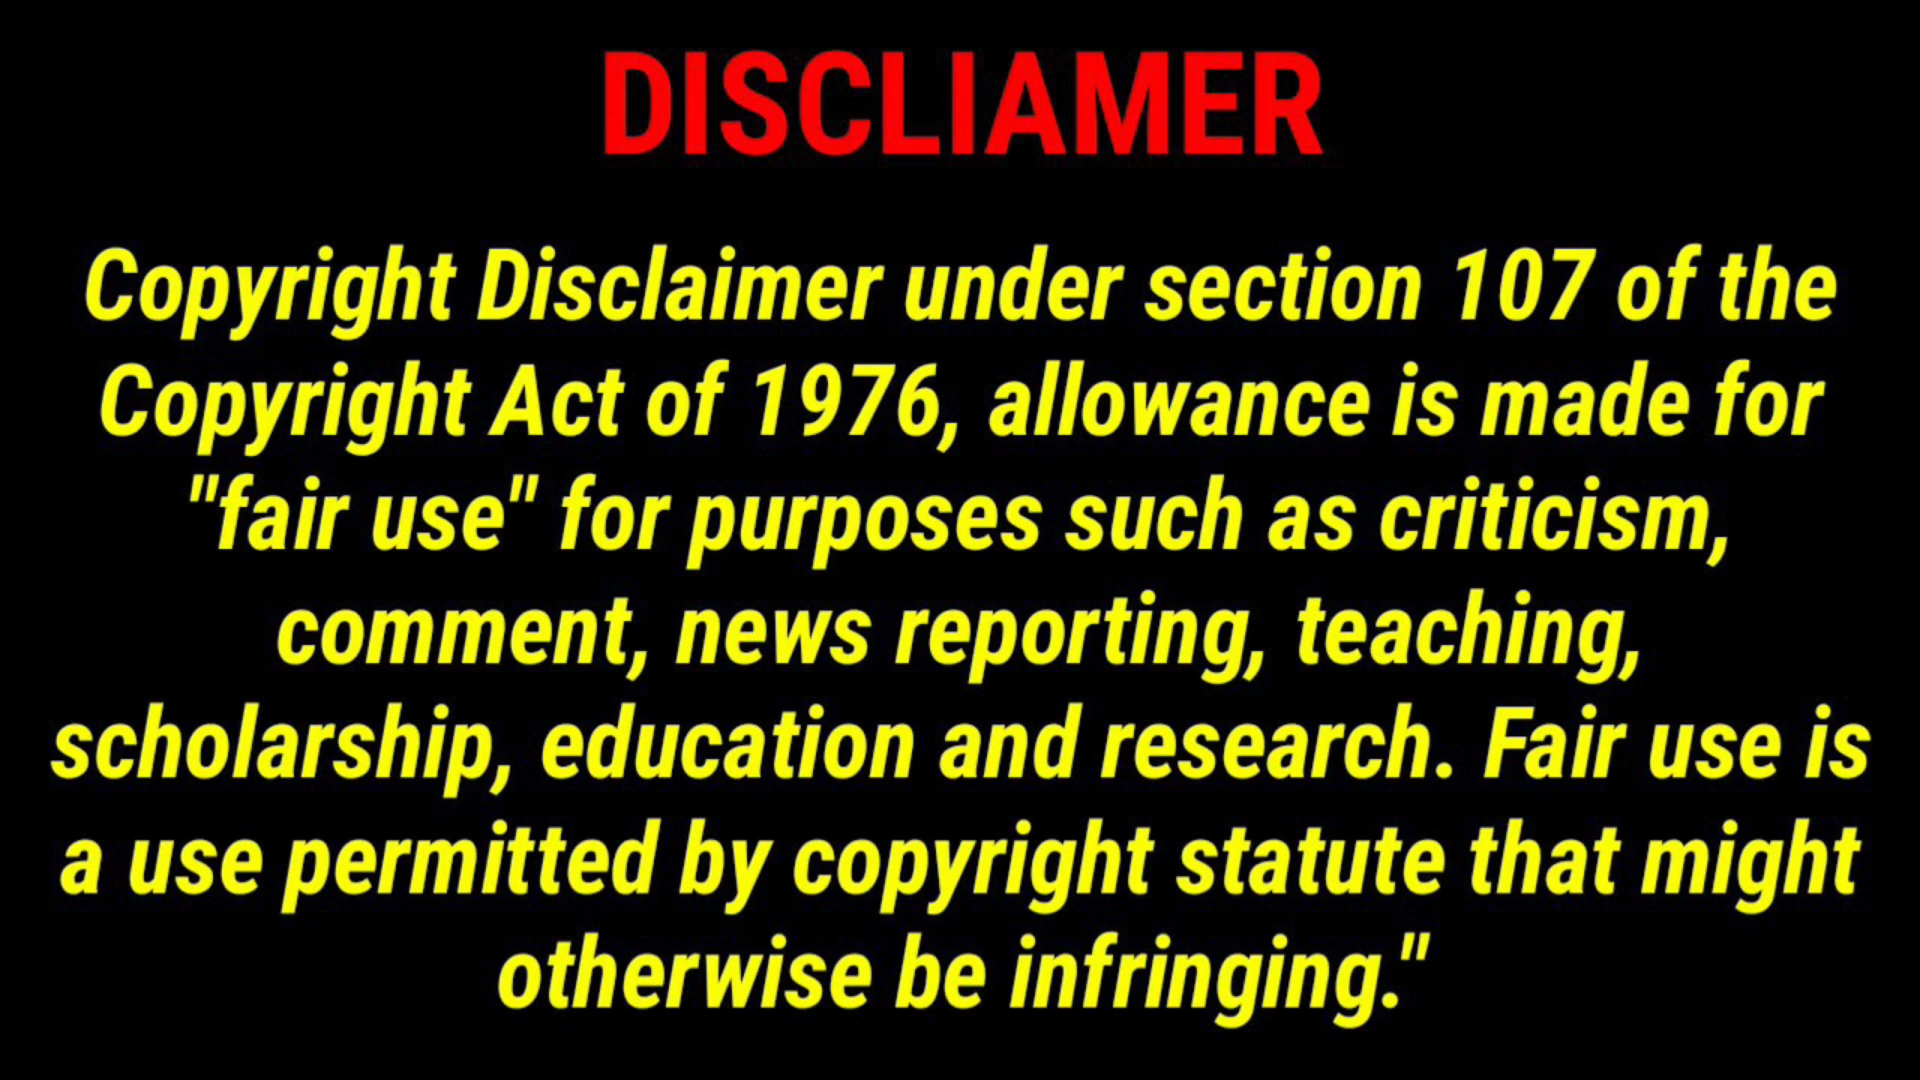 DISCLIAMER
Copyright Disclaimer under section 107 of the
Copyright Act of 1976, allowance is made for
"fair use" for purposes such as criticism,
comment, news reporting, teaching,
scholarship, education and research. Fair use is
a use permitted by copyright statute that might
otherwise be infringing."